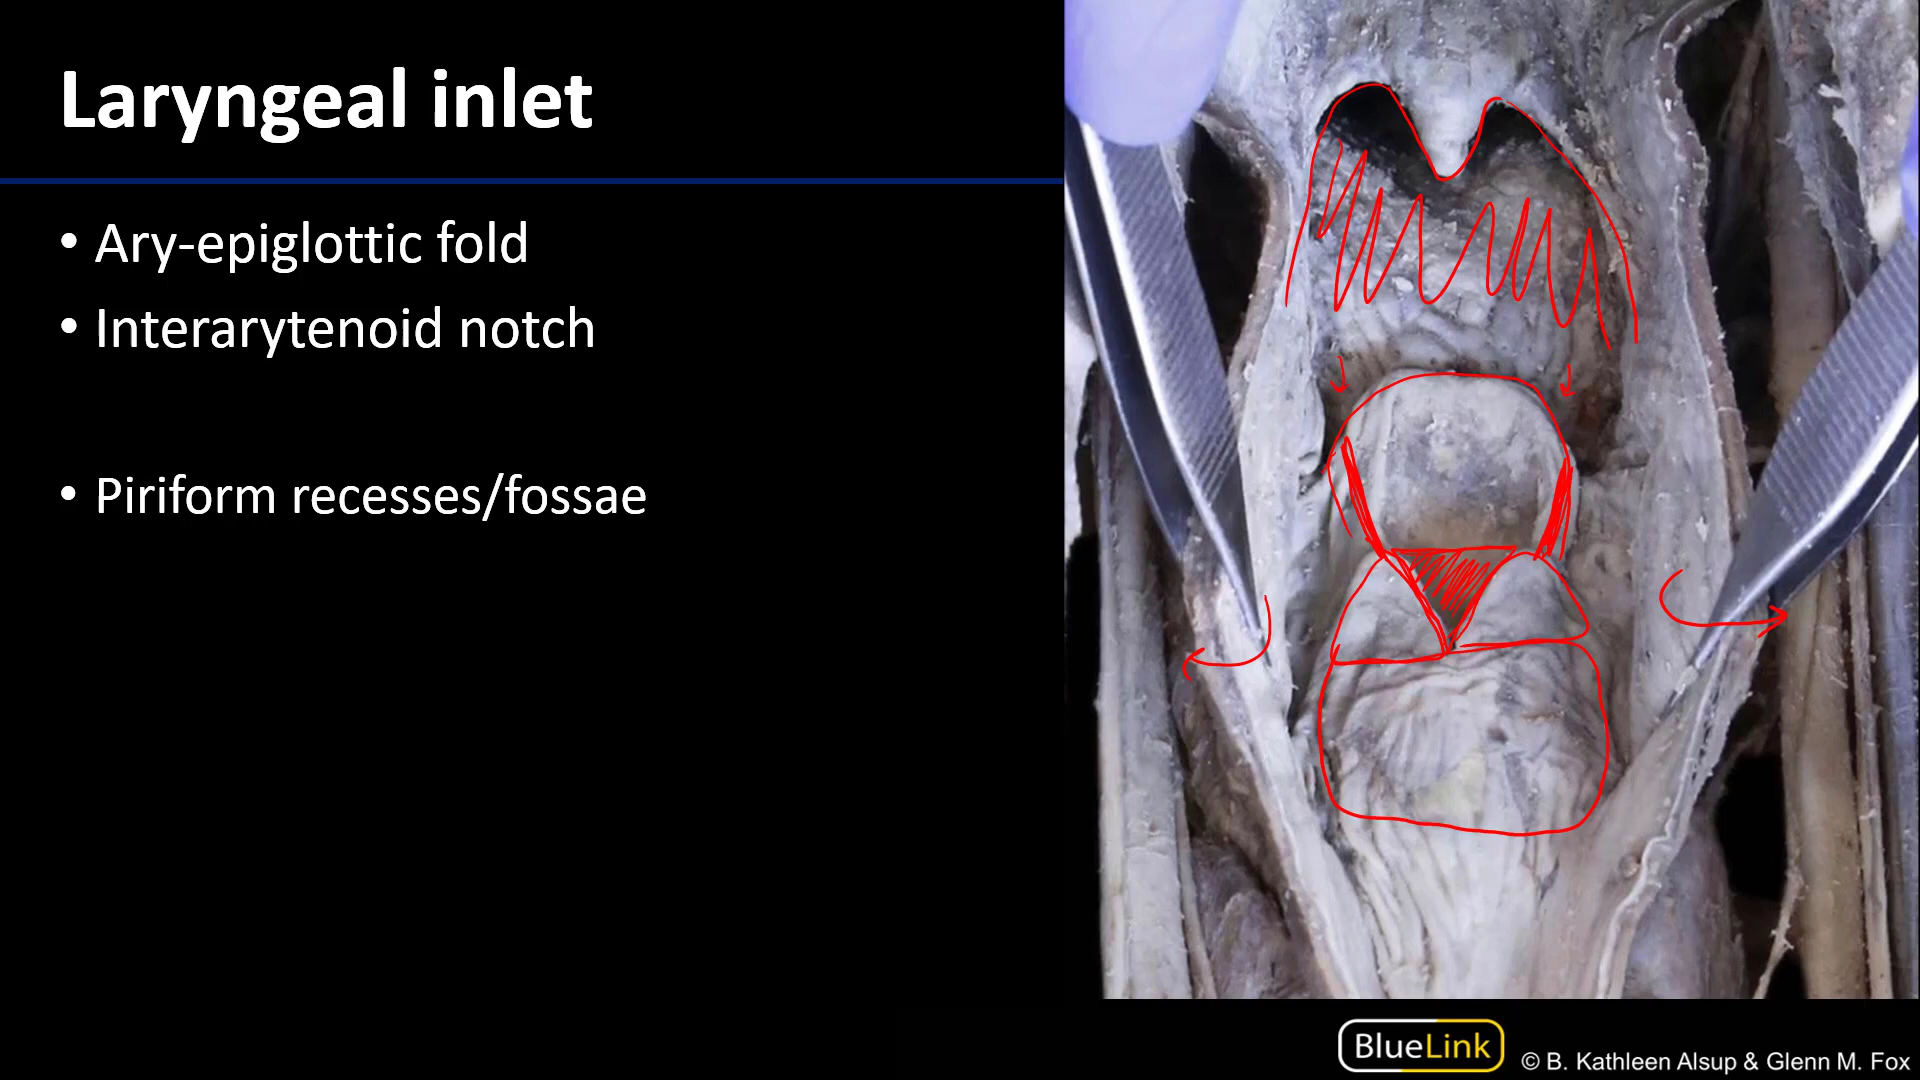 Laryngeal inlet
• Ary-epiglottic fold
• Interarytenoid notch
• Piriform recesses/fossae
BlueLink
© B. Kathleen Alsup & Glenn M. Fox